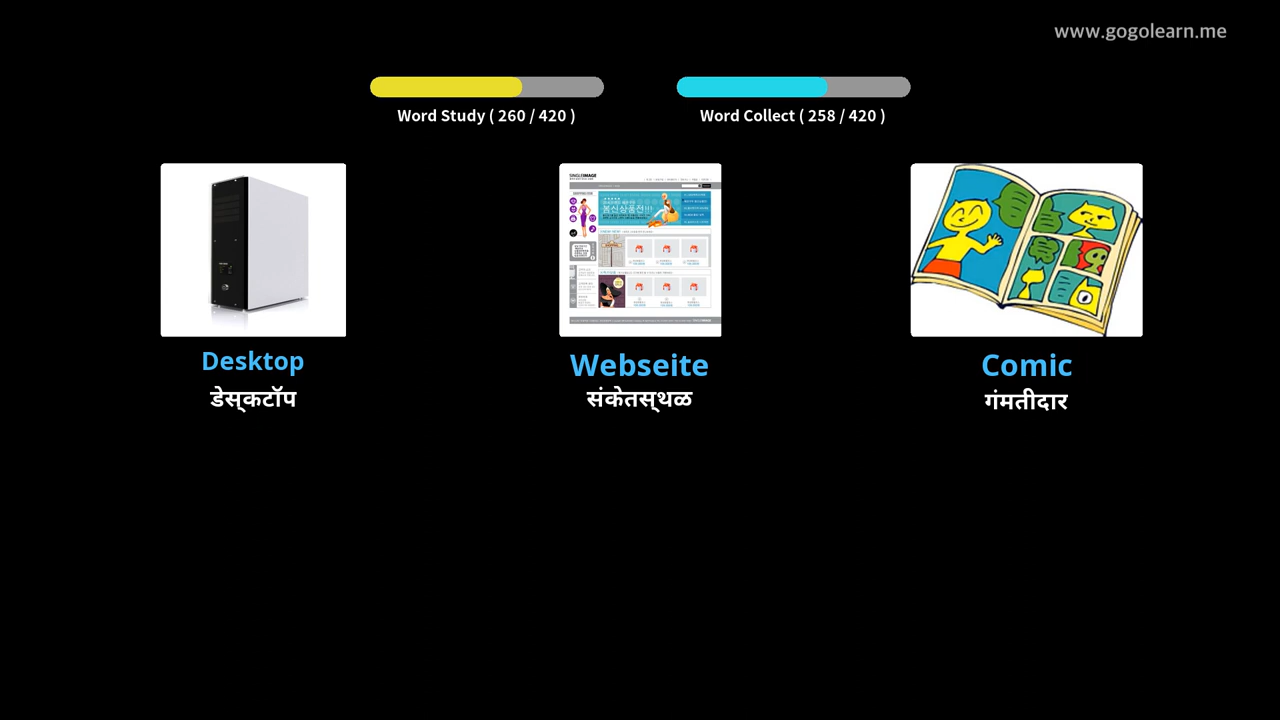 www.gogolearn.me
Word Study ( 260 / 420 )
Word Collect ( 258 / 420 )
Desktop
डेस्कटॉप
Webseite
संकेतस्थळ
Comic
गंमतीदार